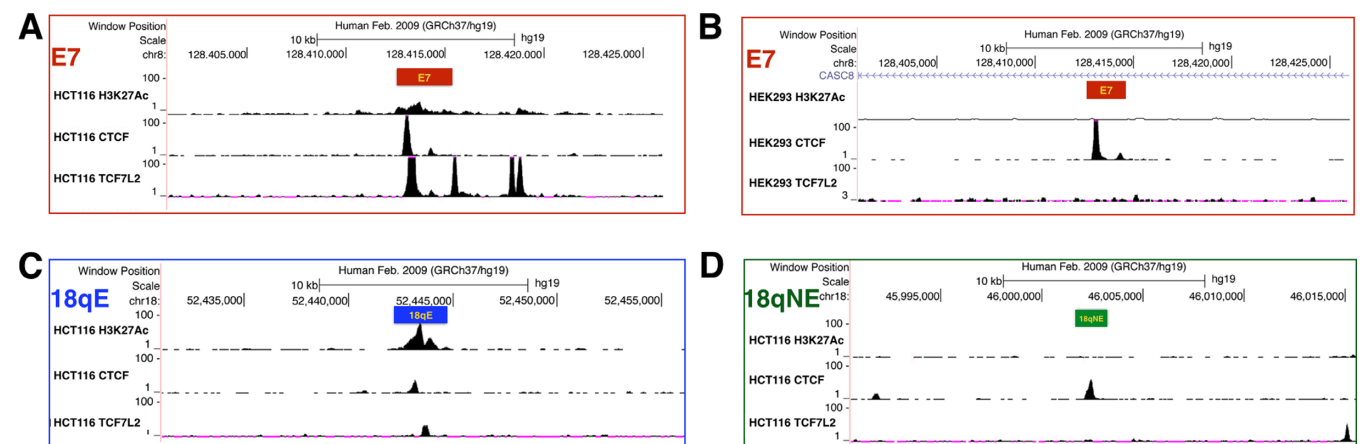 A
E7
Window Position
Human Feb. 2009 (GRCh37/hg19)
Scale
10 kb
hg19
chr8:
128,405,000
128,410,000
128,415,000
128,420,000
128,425,000
100
E7
HCT116 H3K27Ac
1
100
HCT116 CTCF
1
100
HCT116 TCF7L2
1
B
E7
Window Position
Human Feb. 2009 (GRCh37/hg19)
Scale
10 kb
hg19
chr8:
128,405,000
128,410,000
128,415,000
128,420,000
128,425,000
CASC8
E7
HEK293 H3K27Ac
100
HEK293 CTCF
1
100
HEK293 TCF7L2
3
C
18qE
Window Position
Human Feb. 2009 (GRCh37/hg19)
Scale
10 kb
hg19
chr18:
52,435,000
52,440,000
52,445,000
52,450,000
52,455,000
100
18qE
HCT116 H3K27Ac
1
100
HCT116 CTCF
1
100
HCT116 TCF7L2
D
18qNE
Window Position
Human Feb. 2009 (GRCh37/hg19)
Scale
10 kb
hg19
chr18:
45,995,000
46,000,000
46,005,000
46,010,000
46,015,000
100
18qNE
HCT116 H3K27Ac
1
100
HCT116 CTCF
1
100
HCT116 TCF7L2
1